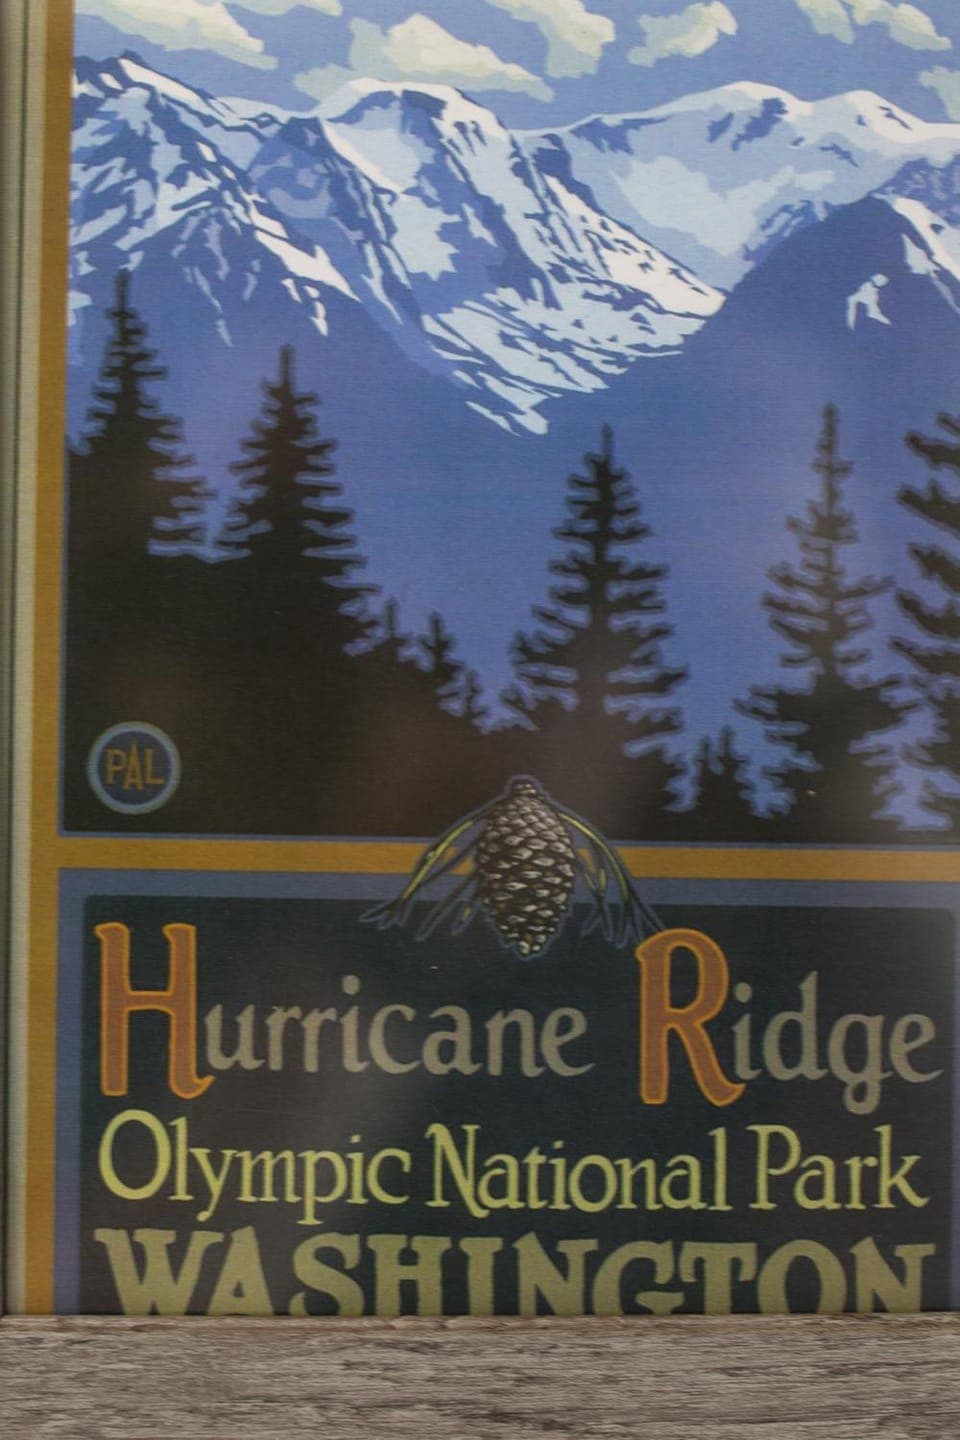 PAL
Hurricane Ridge
Olympic National Park
WASHINGTON